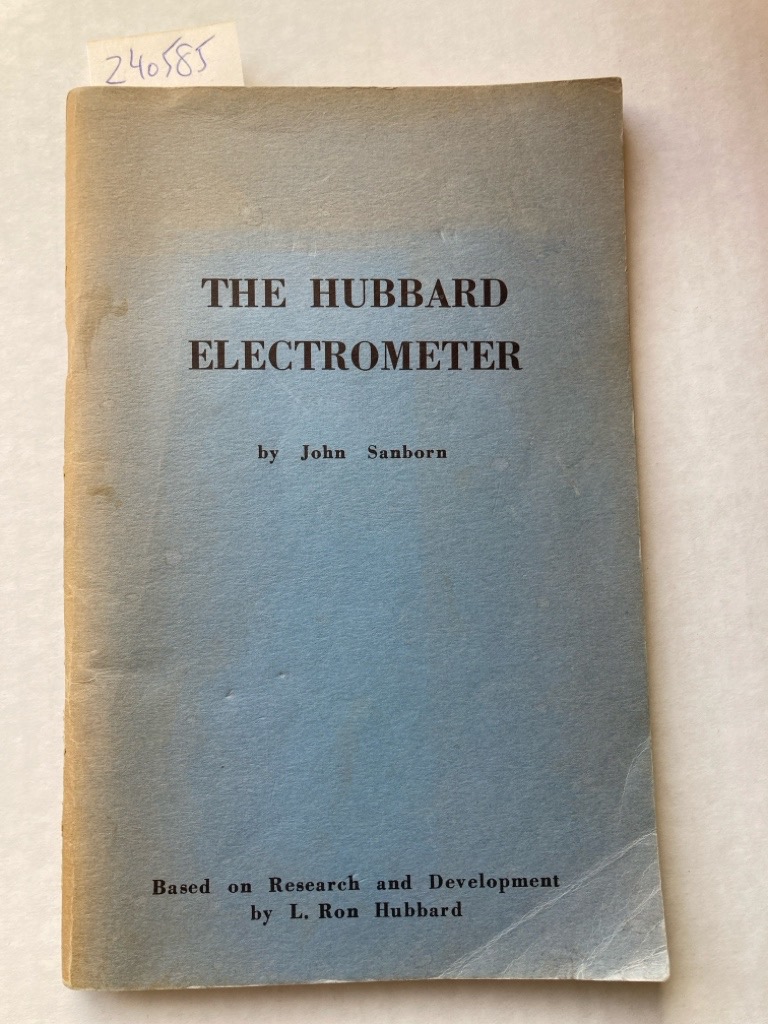 240585
THE HUBBARD
ELECTROMETER
by John Sanborn
Based on Research and Development
by L. Ron Hubbard